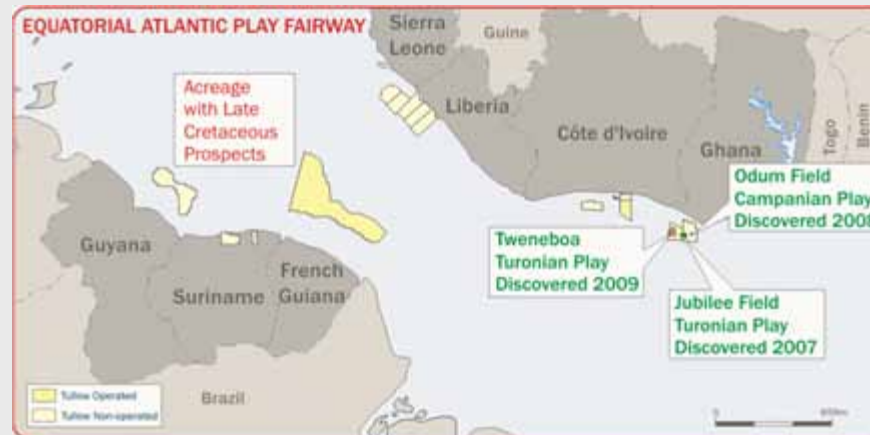 EQUATORIAL ATLANTIC PLAY FAIRWAY
Sierra
Leone
Guine
Acreage
with Late
Cretaceous
Prospects
Liberia
Côte d'Ivoire
Ghana
Togo
Benin
Odum Field
Campanian Play
Discovered 2008
Guyana
Suriname
French
Guiana
Tweneboa
Turonian Play
Discovered 2009
Jubilee Field
Turonian Play
Discovered 2007
Tullow Operated
Tullow Non-operated
Brazil
0